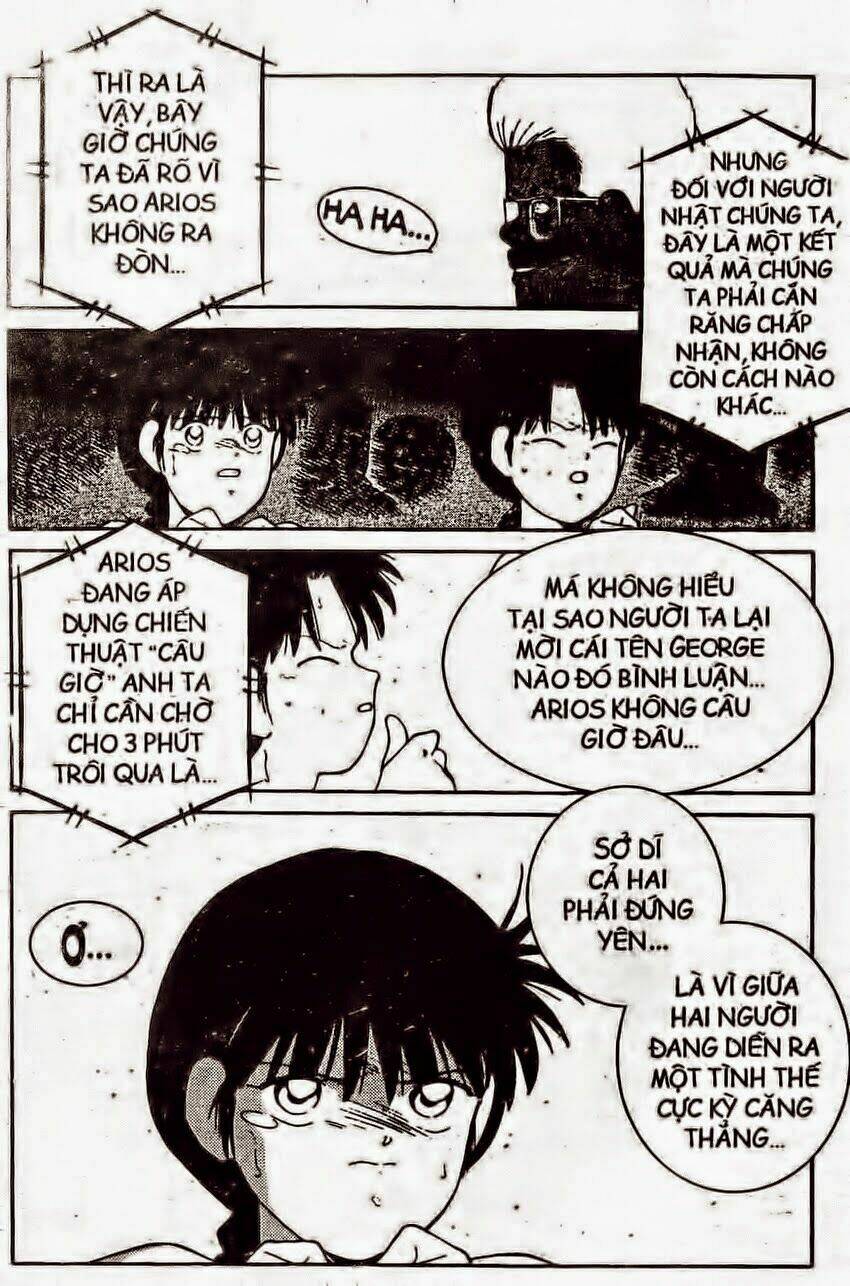 THÌ RA LÀ
VẬY, BÂY
GIỜ CHÚNG
TA ĐÃ RÕ VÌ
SAO ARIOS
KHÔNG RA
ĐÒN...
HA HA...
NHƯNG
ĐỐI VỚI NGƯỜI
NHẬT CHÚNG TA,
ĐÂY LÀ MỘT KẾT
QUẢ MÀ CHÚNG
TA PHẢI CẮN
RĂNG CHẤP
NHẬN, KHÔNG
CÒN CÁCH NÀO
KHÁC...
ARIOS
ĐANG ÁP
DỤNG CHIẾN
THUẬT "CÂU
GIỜ" ANH TA
CHỈ CẦN CHỜ
CHO 3 PHÚT
TRÔI QUA LÀ...
MÁ KHÔNG HIỂU
TẠI SAO NGƯỜI TA LẠI
MỜI CÁI TÊN GEORGE
NÀO ĐÓ BÌNH LUẬN...
ARIOS KHÔNG CÂU
GIỜ ĐÂU...
SỞ DĨ
CẢ HAI
PHẢI ĐỨNG
YÊN...
Ơ...
LÀ VÌ GIỮA
HAI NGƯỜI
ĐANG DIỄN RA
MỘT TÌNH THẾ
CỰC KỲ CĂNG
THẲNG...